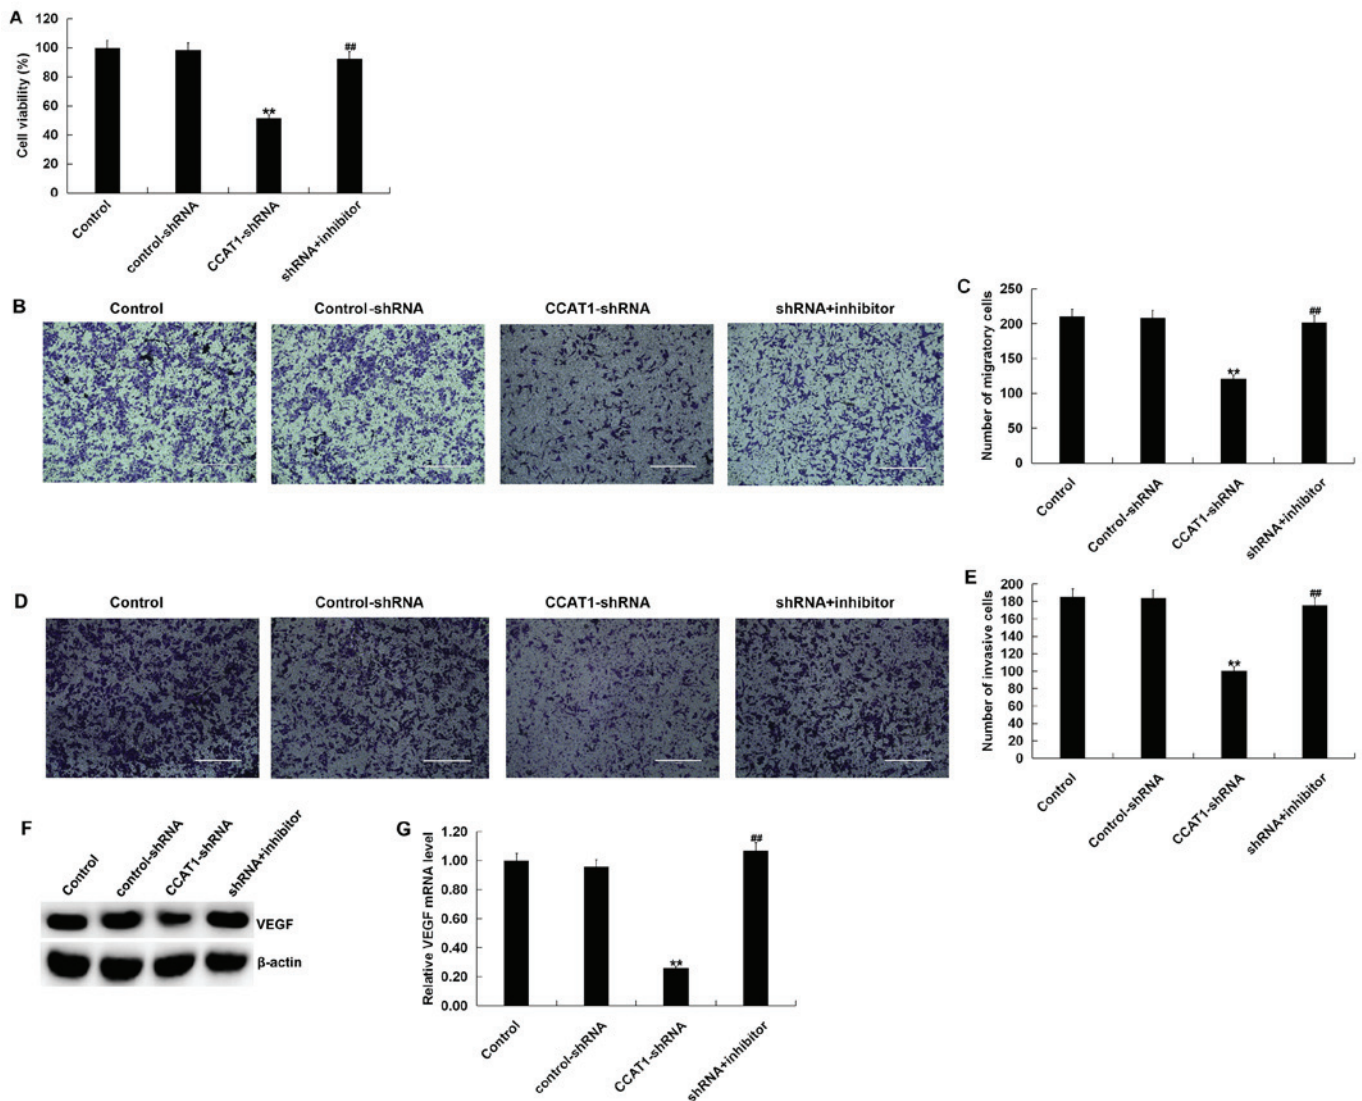 A
120
100
80
60
40
20
0
Cell viability (%)
**
##
Control
control-shRNA
CCAT1-shRNA
shRNA+inhibitor
B
Control
Control-shRNA
CCAT1-shRNA
shRNA+inhibitor
C
250
200
150
100
50
0
Number of migratory cells
**
##
Control
Control-shRNA
CCAT1-shRNA
shRNA+inhibitor
D
Control
Control-shRNA
CCAT1-shRNA
shRNA+inhibitor
E
200
180
160
140
120
100
80
60
40
20
0
Number of invasive cells
**
##
Control
Control-shRNA
CCAT1-shRNA
shRNA+inhibitor
F
Control
control-shRNA
CCAT1-shRNA
shRNA+inhibitor
VEGF
β-actin
G
1.20
1.00
0.80
0.60
0.40
0.20
0.00
Relative VEGF mRNA level
**
##
Control
control-shRNA
CCAT1-shRNA
shRNA+inhibitor